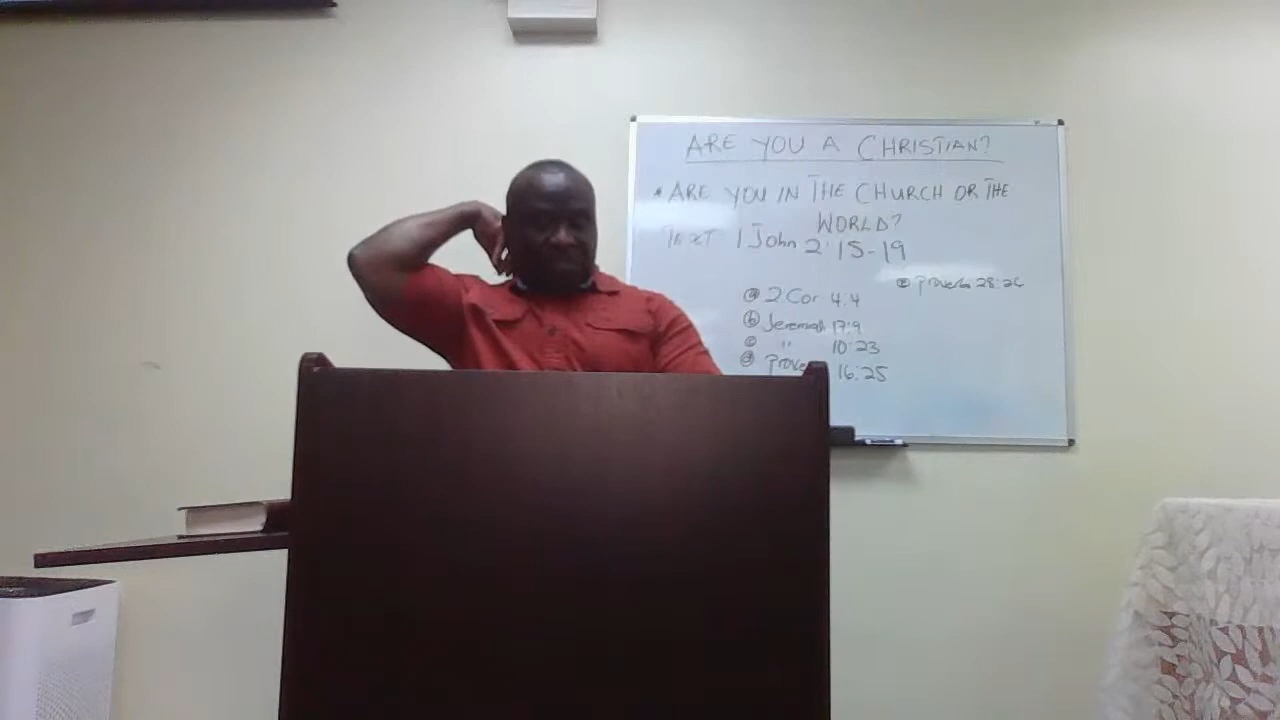 ARE YOU A CHRISTIAN?
* ARE YOU IN THE CHURCH OR THE
WORLD?
TEXT 1 John 2:15-19
ⓐ 2 Cor 4:4
ⓑ Jeremiah 17:9
ⓒ " 10:23
ⓓ Prove 16:25
ⓔ Proverbs 28:26